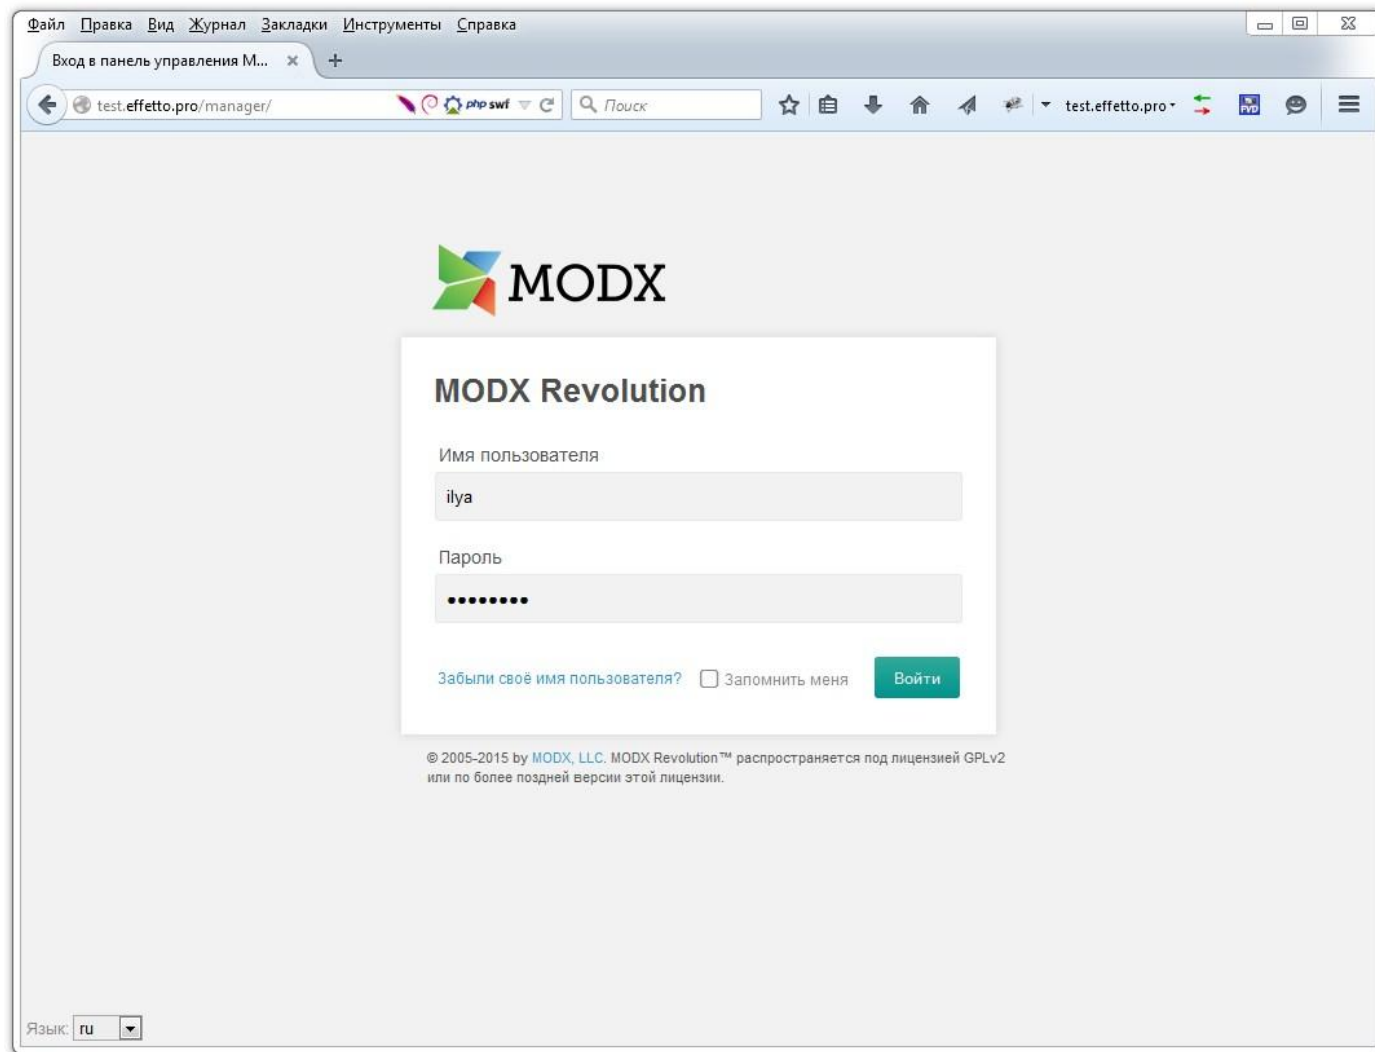 Файл Правка Вид Журнал Закладки Инструменты Справка
Вход в панель управления M...
test.effetto.pro/manager/ php swf Поиск test.effetto.pro FVD
MODX
MODX Revolution
Имя пользователя
ilya
Пароль
••••••••
Забыли своё имя пользователя? Запомнить меня Войти
© 2005-2015 by MODX, LLC. MODX Revolution™ распространяется под лицензией GPLv2
или по более поздней версии этой лицензии.
Язык: ru